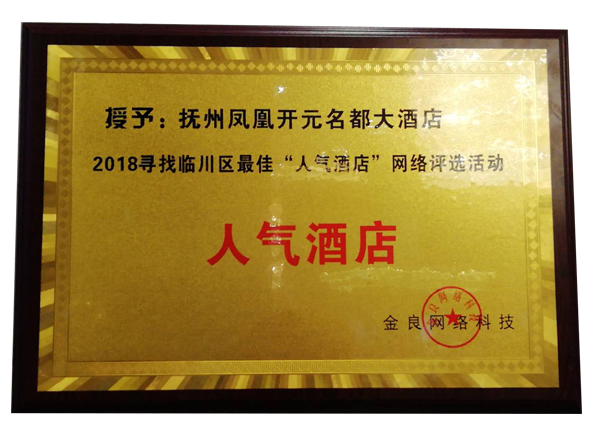 授予：抚州凤凰开元名都大酒店
2018寻找临川区最佳“人气酒店”网络评选活动
人气酒店
金良网络科技